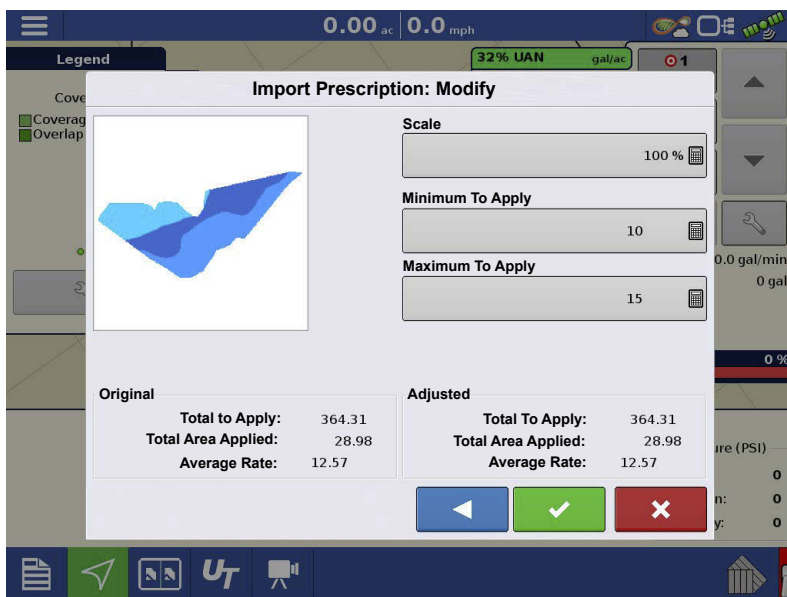 0.00 ac 0.0 mph
Legend
32% UAN gal/ac
1
Import Prescription: Modify
Cove
Coverag
Overlap
Scale
100 %
Minimum To Apply
10
0.0 gal/min
Maximum To Apply
0 gal
15
0 %
Original
Adjusted
Total to Apply: 364.31
Total To Apply: 364.31
Total Area Applied: 28.98
Total Area Applied: 28.98
Average Rate: 12.57
Average Rate: 12.57
ure (PSI)
0
n: 0
y: 0
UT